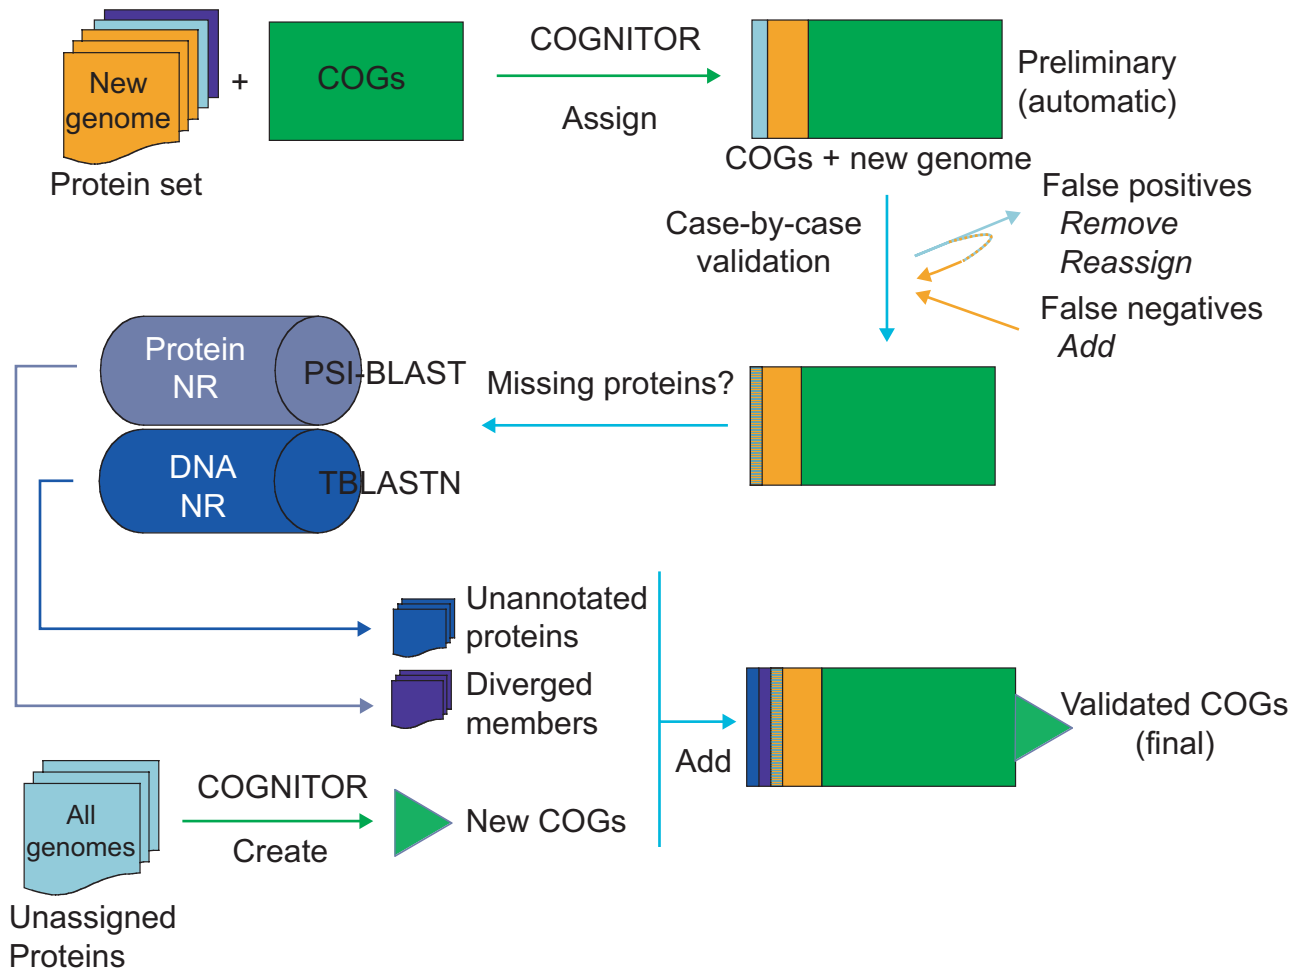 New
genome
Protein set
+
COGs
COGNITOR
Assign
Preliminary
(automatic)
COGs + new genome
Case-by-case
validation
False positives
Remove
Reassign
False negatives
Add
Protein
NR
PSI-BLAST
Missing proteins?
DNA
NR
TBLASTN
Unannotated
proteins
Diverged
members
Add
Validated COGs
(final)
All
genomes
COGNITOR
Create
New COGs
Unassigned
Proteins